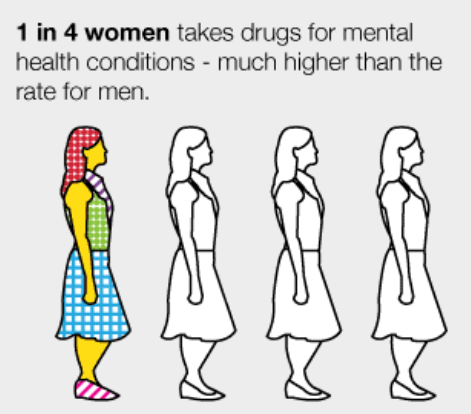 1 in 4 women takes drugs for mental
health conditions - much higher than the
rate for men.